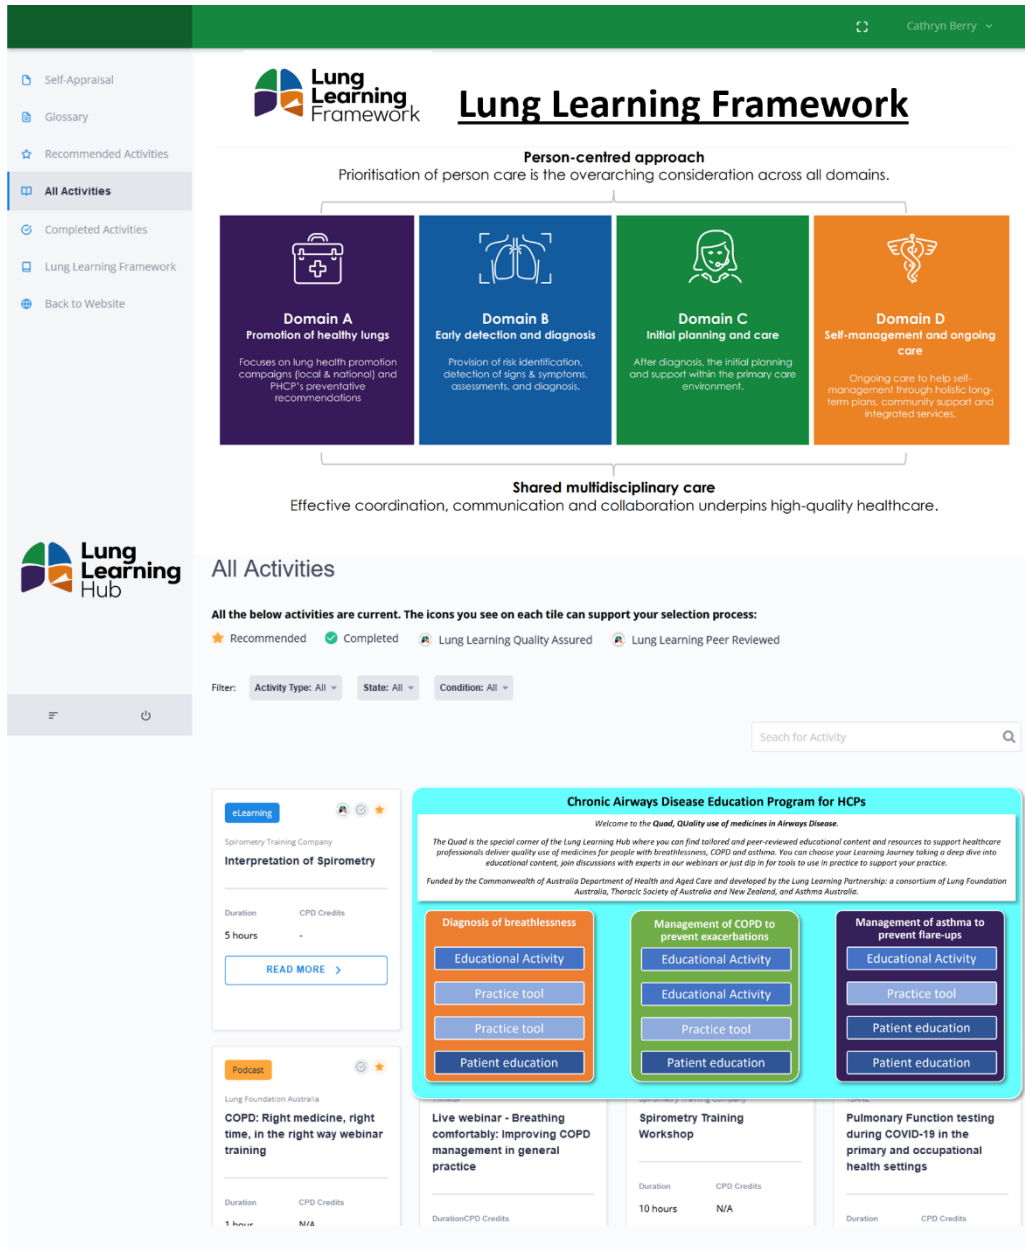 Cathryn Berry
Self-Appraisal
Glossary
Recommended Activities
All Activities
Completed Activities
Lung Learning Framework
Back to Website
Lung
Learning
Hub
Lung
Learning
Framework
Lung Learning Framework
Person-centred approach
Prioritisation of person care is the overarching consideration across all domains.
Domain A
Promotion of healthy lungs
Focuses on lung health promotion
campaigns (local & national) and
PHCP's preventative
recommendations
Domain B
Early detection and diagnosis
Provision of risk identification,
detection of signs & symptoms,
assessments, and diagnosis.
Domain C
Initial planning and care
After diagnosis, the initial planning
and support within the primary care
environment.
Domain D
Self-management and ongoing
care
Ongoing care to help self-
management through holistic long-
term plans, community support and
integrated services.
Shared multidisciplinary care
Effective coordination, communication and collaboration underpins high-quality healthcare.
All Activities
All the below activities are current. The icons you see on each tile can support your selection process:
Recommended Completed Lung Learning Quality Assured Lung Learning Peer Reviewed
Filter: Activity Type: All State: All Condition: All
Seach for Activity
eLearning
Spirometry Training Company
Interpretation of Spirometry
Duration CPD Credits
5 hours -
READ MORE >
Chronic Airways Disease Education Program for HCPs
Welcome to the Quad, QUality use of medicines in Airways Disease.
The Quad is the special corner of the Lung Learning Hub where you can find tailored and peer-reviewed educational content and resources to support healthcare
professionals deliver quality use of medicines for people with breathlessness, COPD and asthma. You can choose your Learning Journey taking a deep dive into
educational content, join discussions with experts in our webinars or just dip in for tools to use in practice to support your practice.
Funded by the Commonwealth of Australia Department of Health and Aged Care and developed by the Lung Learning Partnership: a consortium of Lung Foundation
Australia, Thoracic Society of Australia and New Zealand, and Asthma Australia.
Diagnosis of breathlessness
Educational Activity
Practice tool
Practice tool
Patient education
Management of COPD to
prevent exacerbations
Educational Activity
Educational Activity
Practice tool
Patient education
Management of asthma to
prevent flare-ups
Educational Activity
Practice tool
Patient education
Patient education
Podcast
Lung Foundation Australia
COPD: Right medicine, right
time, in the right way webinar
training
Duration CPD Credits
1 hour N/A
Live webinar - Breathing
comfortably: Improving COPD
management in general
practice
DurationCPD Credits
Spirometry Training Company
Spirometry Training
Workshop
Duration CPD Credits
10 hours N/A
Pulmonary Function testing
during COVID-19 in the
primary and occupational
health settings
Duration CPD Credits